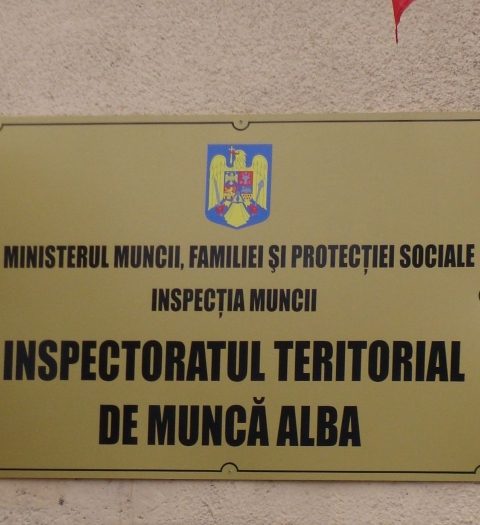 MINISTERUL MUNCII, FAMILIEI ŞI PROTECŢIEI SOCIALE
INSPECŢIA MUNCII
INSPECTORATUL TERITORIAL
DE MUNCĂ ALBA